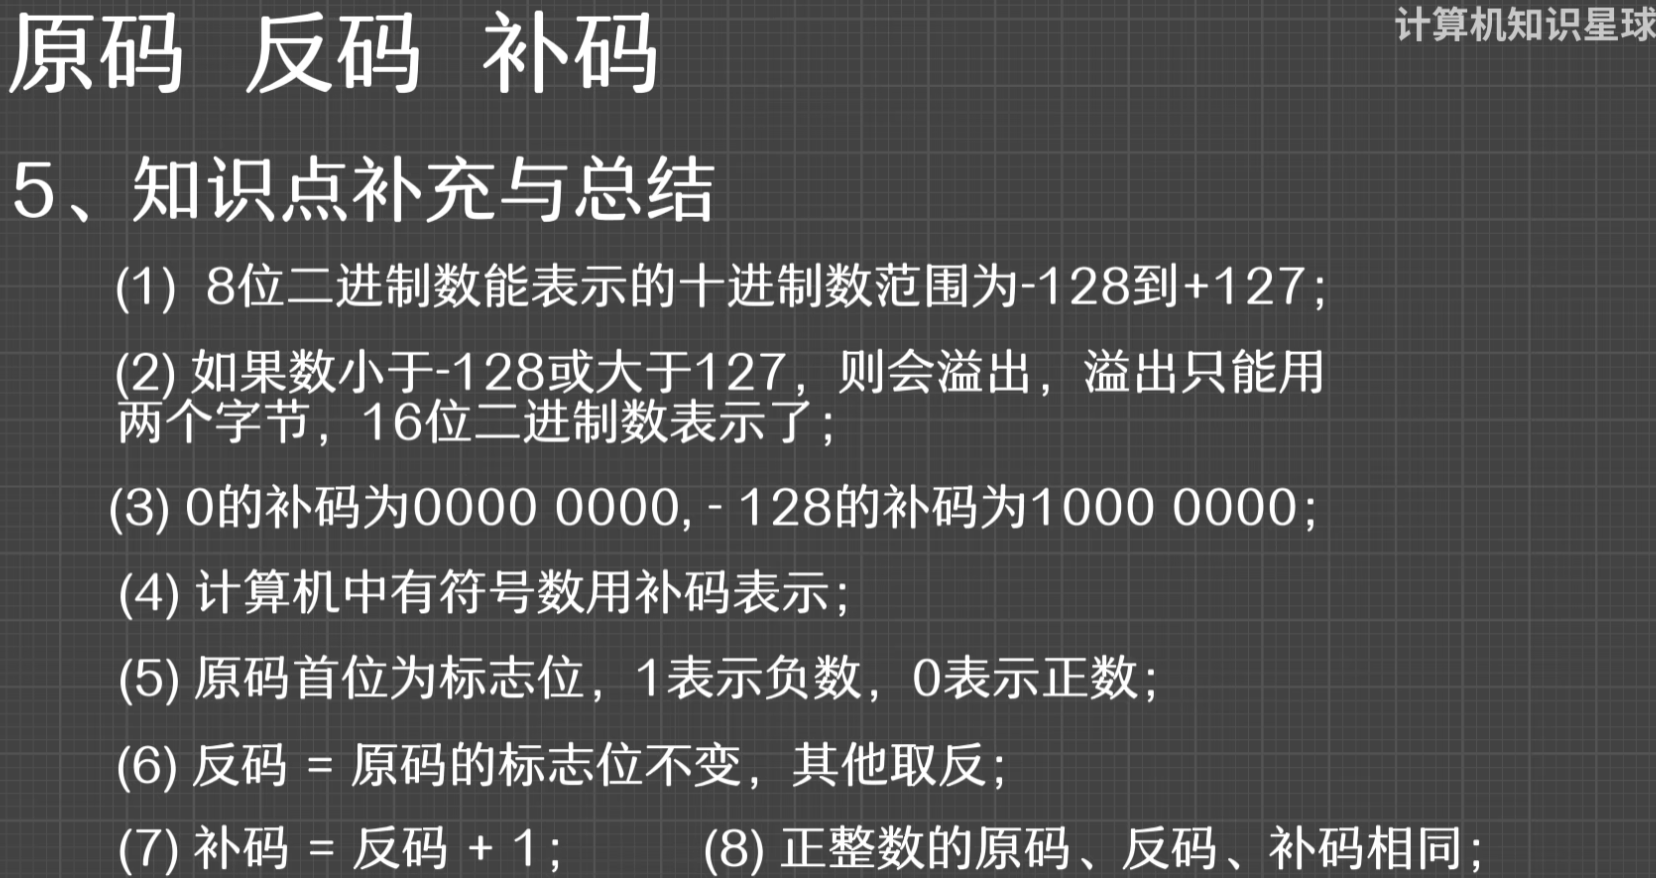 计算机知识星球
原码 反码 补码
5、知识点补充与总结
(1) 8位二进制数能表示的十进制数范围为-128到+127；
(2) 如果数小于-128或大于127，则会溢出，溢出只能用
两个字节，16位二进制数表示了；
(3) 0的补码为0000 0000, - 128的补码为1000 0000；
(4) 计算机中有符号数用补码表示；
(5) 原码首位为标志位，1表示负数，0表示正数；
(6) 反码 = 原码的标志位不变，其他取反；
(7) 补码 = 反码 + 1； (8) 正整数的原码、反码、补码相同；